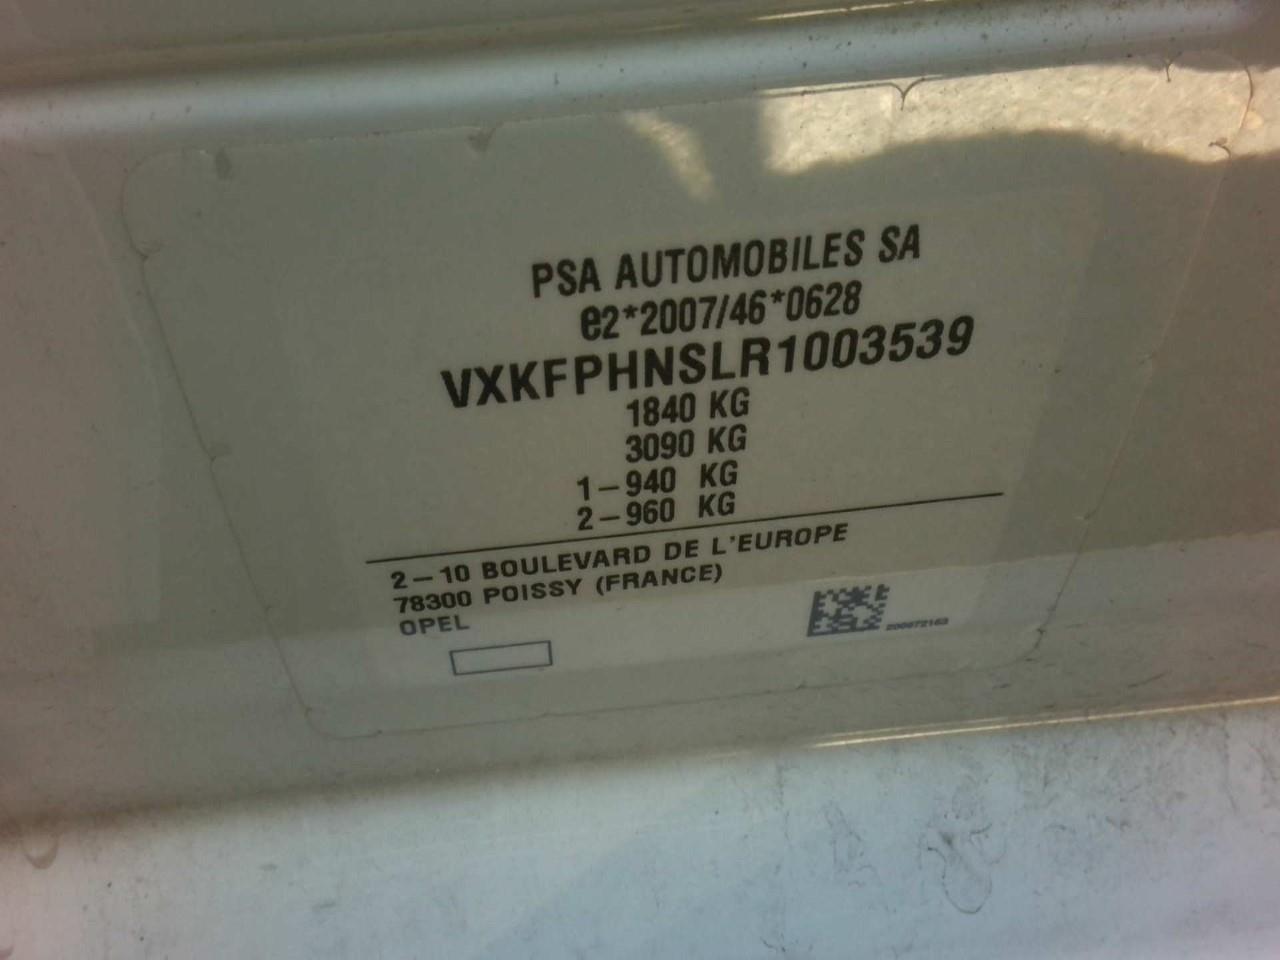 PSA AUTOMOBILES SA
e2*2007/46*0628
VXKFPHNSLR1003539
1840 KG
3090 KG
1-940 KG
2-960 KG
2-10 BOULEVARD DE L'EUROPE
78300 POISSY (FRANCE)
OPEL